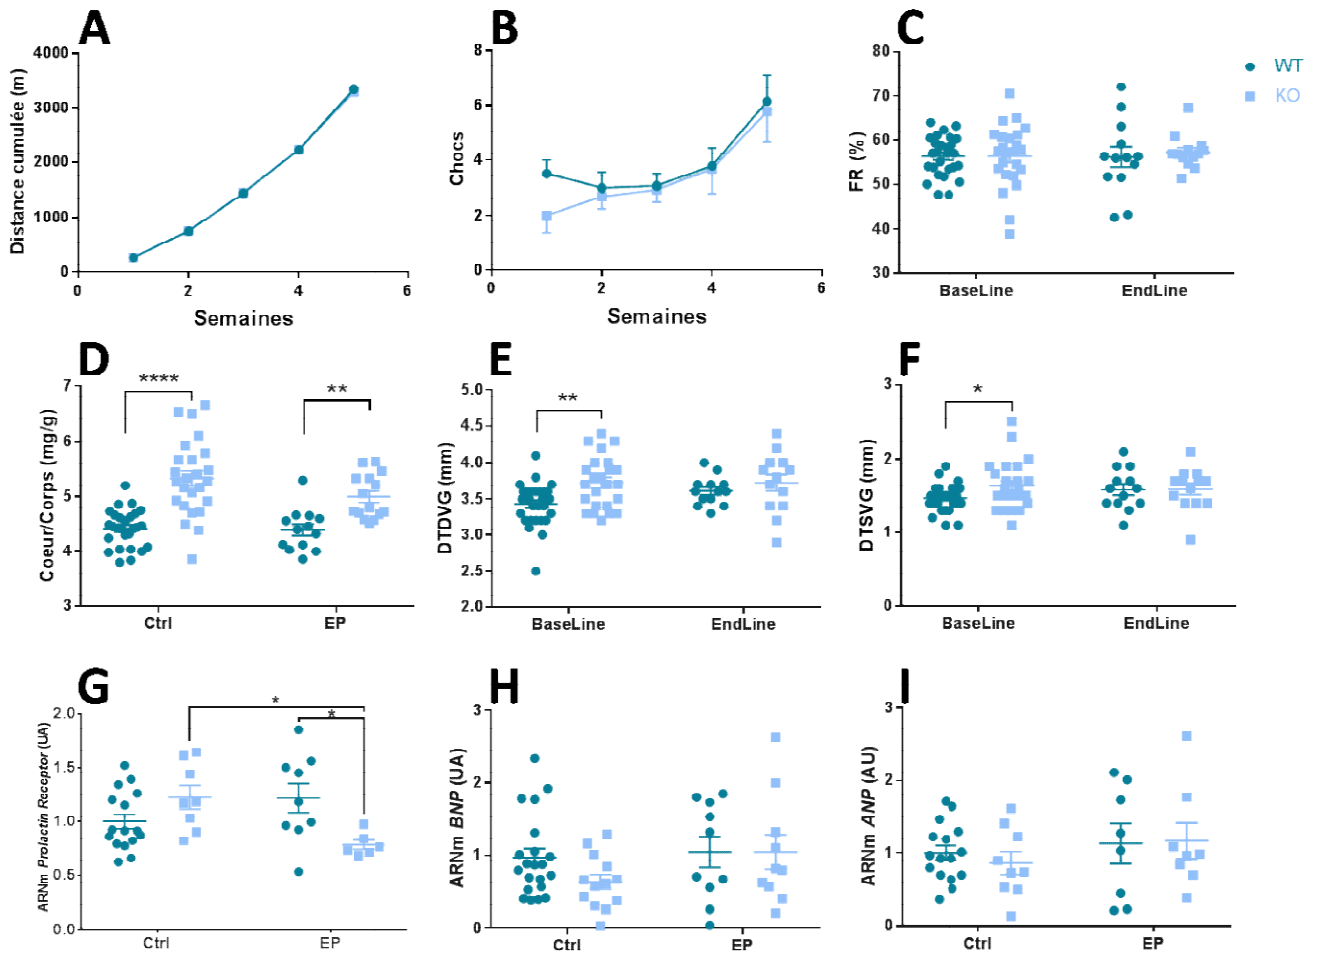 A
Distance cumulée (m)
4000
3000
2000
1000
0
0 2 4 6
Semaines
B
Chocs
8
6
4
2
0
0 2 4 6
Semaines
C
FR (%)
80
70
60
50
40
30
BaseLine EndLine
WT
KO
D
Coeur/Corps (mg/g)
7
6
5
4
3
**** **
Ctrl EP
E
DTDVG (mm)
5.0
4.5
4.0
3.5
3.0
2.5
2.0
**
BaseLine EndLine
F
DTSVG (mm)
3
2
1
0
*
BaseLine EndLine
G
ARNm Prolactin Receptor (UA)
2.0
1.5
1.0
0.5
0.0
*
*
Ctrl EP
H
ARNm BNP (UA)
3
2
1
0
Ctrl EP
I
ARNm ANP (AU)
3
2
1
0
Ctrl EP